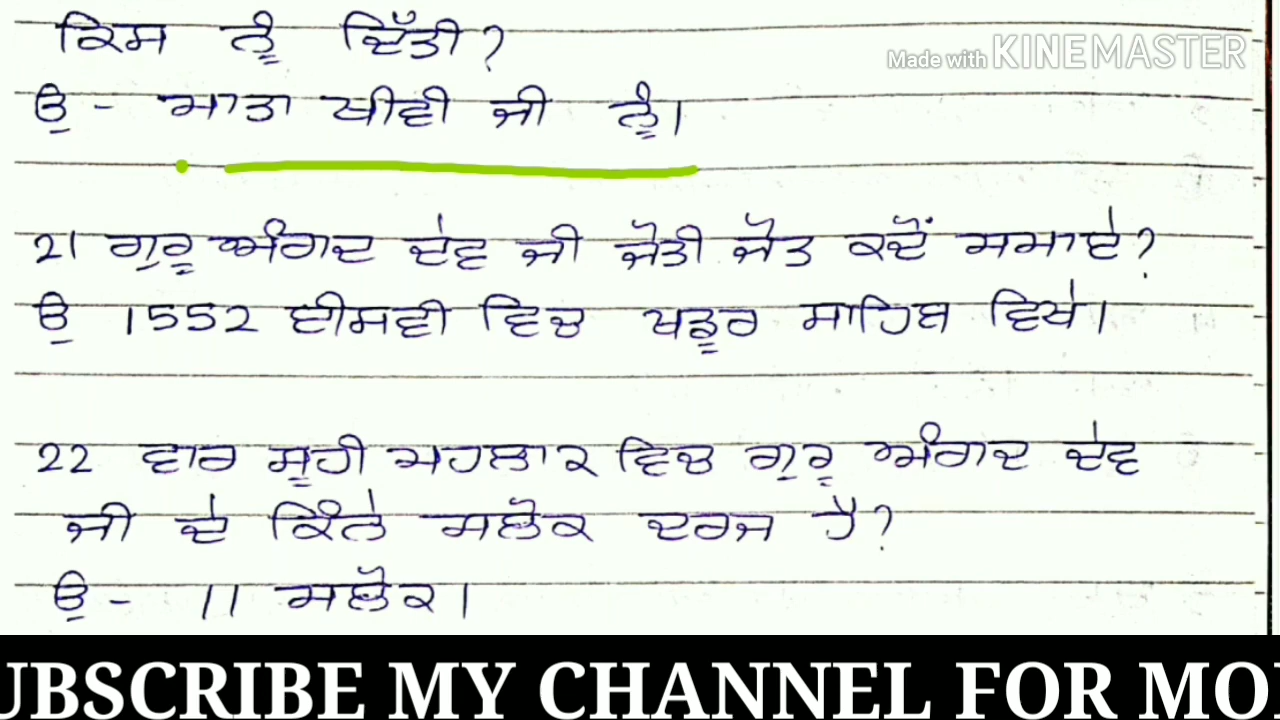 ਕਿਸ ਨੂੰ ਦਿੱਤੀ?
Made with KINEMASTER
ਉ - ਮਾਤਾ ਖੀਵੀ ਜੀ ਨੂੰ।
21 ਗੁਰੂ ਅੰਗਦ ਦੇਵ ਜੀ ਜੋਤੀ ਜੋਤ ਕਦੋਂ ਸਮਾਏ?
ਉ 1552 ਈਸਵੀ ਵਿਚ ਖਡੂਰ ਸਾਹਿਬ ਵਿਖੇ।
22 ਵਾਰ ਸੂਹੀ ਮਹਲਾ ੨ ਵਿਚ ਗੁਰੂ ਅੰਗਦ ਦੇਵ
ਜੀ ਦੇ ਕਿੰਨੇ ਸਲੋਕ ਦਰਜ ਹੈ?
ਉ - 11 ਸਲੋਕ।
UBSCRIBE MY CHANNEL FOR MO